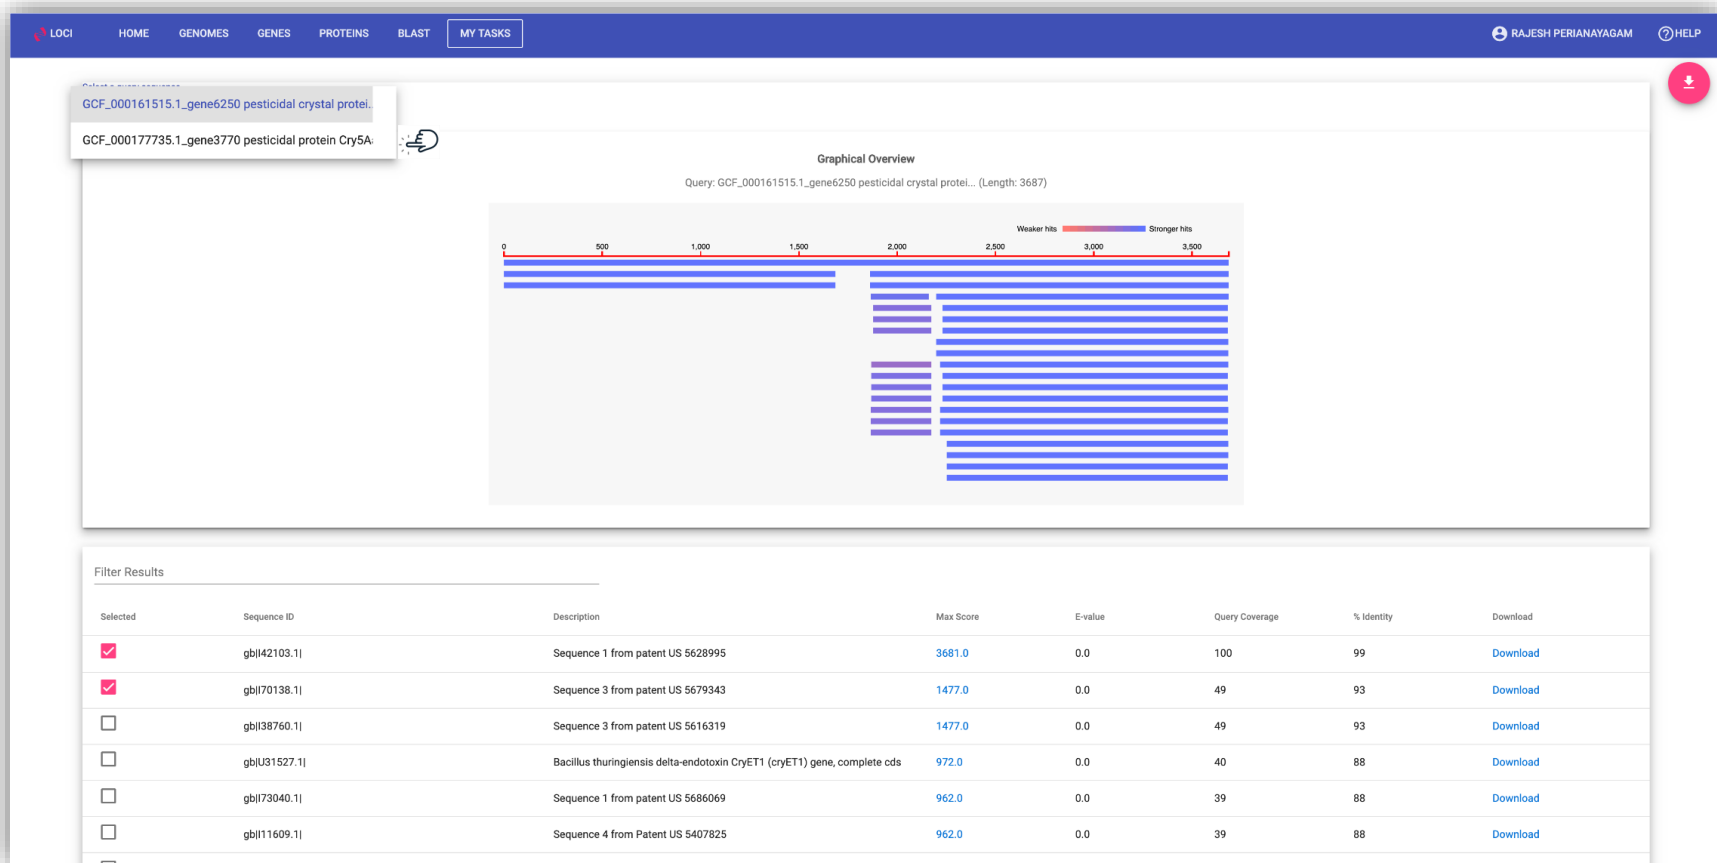 LOCI HOME GENOMES GENES PROTEINS BLAST MY TASKS RAJESH PERIANAYAGAM HELP
Select a query sequence
GCF_000161515.1_gene6250 pesticidal crystal protei...
GCF_000177735.1_gene3770 pesticidal protein Cry5A
Graphical Overview
Query: GCF_000161515.1_gene6250 pesticidal crystal protei... (Length: 3687)
Weaker hits Stronger hits
0 500 1,000 1,500 2,000 2,500 3,000 3,500
Filter Results
Selected Sequence ID Description Max Score E-value Query Coverage % Identity Download
gb|I42103.1| Sequence 1 from patent US 5628995 3681.0 0.0 100 99 Download
gb|I70138.1| Sequence 3 from patent US 5679343 1477.0 0.0 49 93 Download
gb|I38760.1| Sequence 3 from patent US 5616319 1477.0 0.0 49 93 Download
gb|U31527.1| Bacillus thuringiensis delta-endotoxin CryET1 (cryET1) gene, complete cds 972.0 0.0 40 88 Download
gb|I73040.1| Sequence 1 from patent US 5686069 962.0 0.0 39 88 Download
gb|I11609.1| Sequence 4 from Patent US 5407825 962.0 0.0 39 88 Download